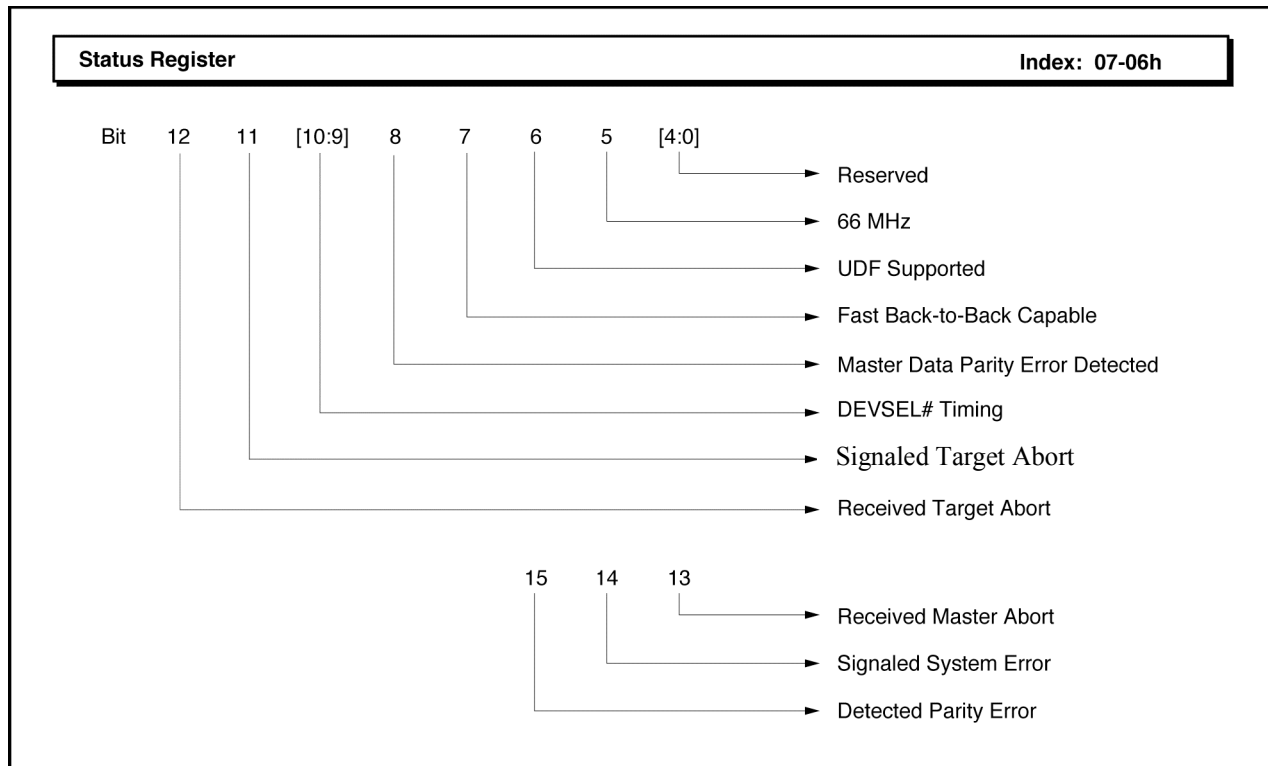 Status Register Index: 07-06h
Bit 12 11 [10:9] 8 7 6 5 [4:0]
Reserved
66 MHz
UDF Supported
Fast Back-to-Back Capable
Master Data Parity Error Detected
DEVSEL# Timing
Signaled Target Abort
Received Target Abort
15 14 13
Received Master Abort
Signaled System Error
Detected Parity Error